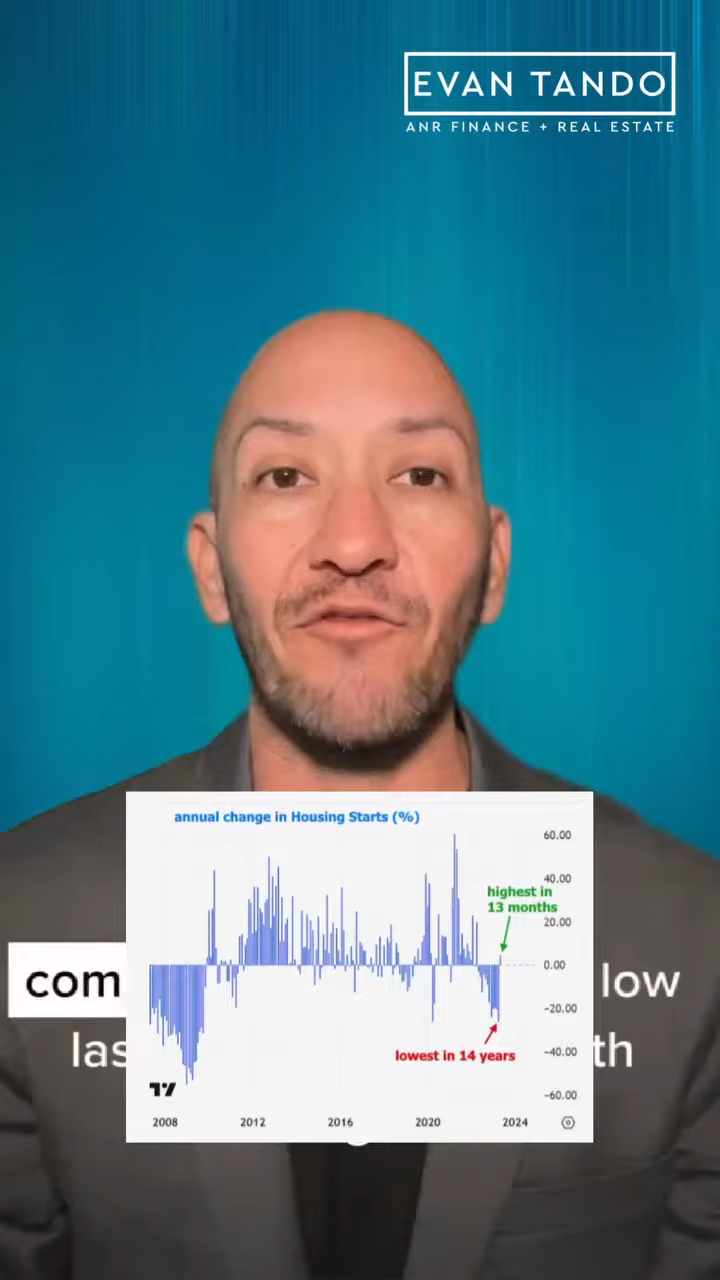 EVAN TANDO
ANR FINANCE + REAL ESTATE
annual change in Housing Starts (%)
60.00
40.00
highest in
13 months
20.00
0.00
com
low
-20.00
las
th
lowest in 14 years
-40.00
-60.00
2008
2012
2016
2020
2024